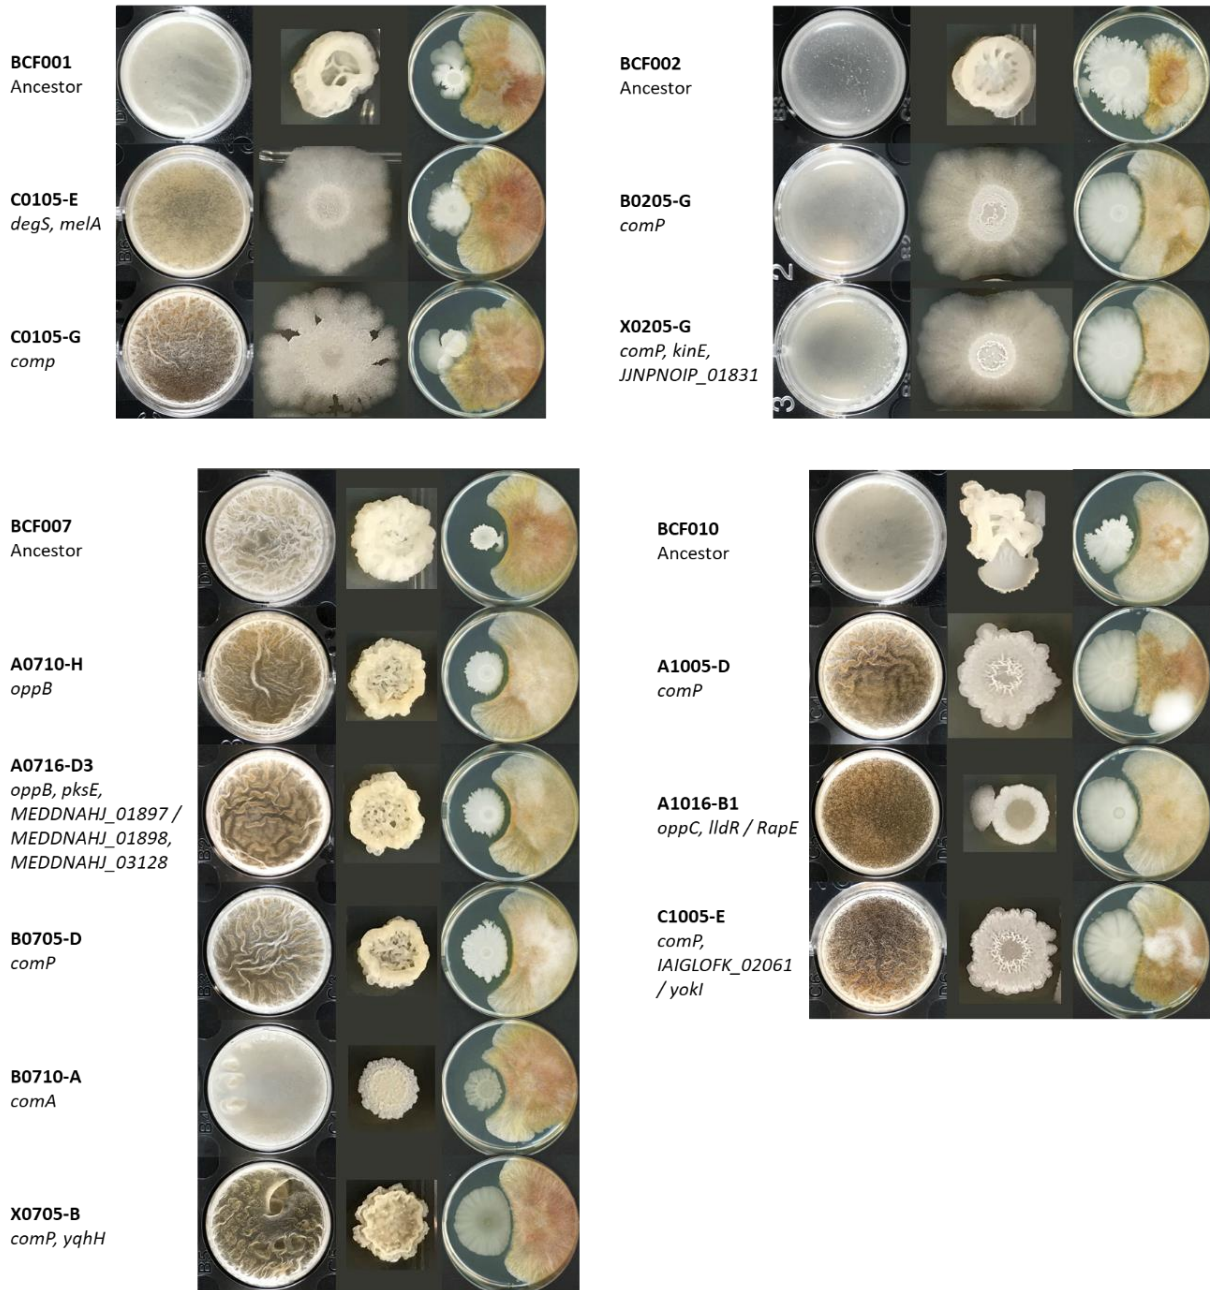 BCF001
Ancestor
C0105-E
degS, melA
C0105-G
comp
BCF002
Ancestor
B0205-G
comP
X0205-G
comP, kinE,
JJNPNOIP_01831
BCF007
Ancestor
A0710-H
oppB
A0716-D3
oppB, pksE,
MEDDNAHJ_01897 /
MEDDNAHJ_01898,
MEDDNAHJ_03128
B0705-D
comP
B0710-A
comA
X0705-B
comP, yqhH
BCF010
Ancestor
A1005-D
comP
A1016-B1
oppC, lldR / RapE
C1005-E
comP,
IAIGLOFK_02061
/ yokI
2
3